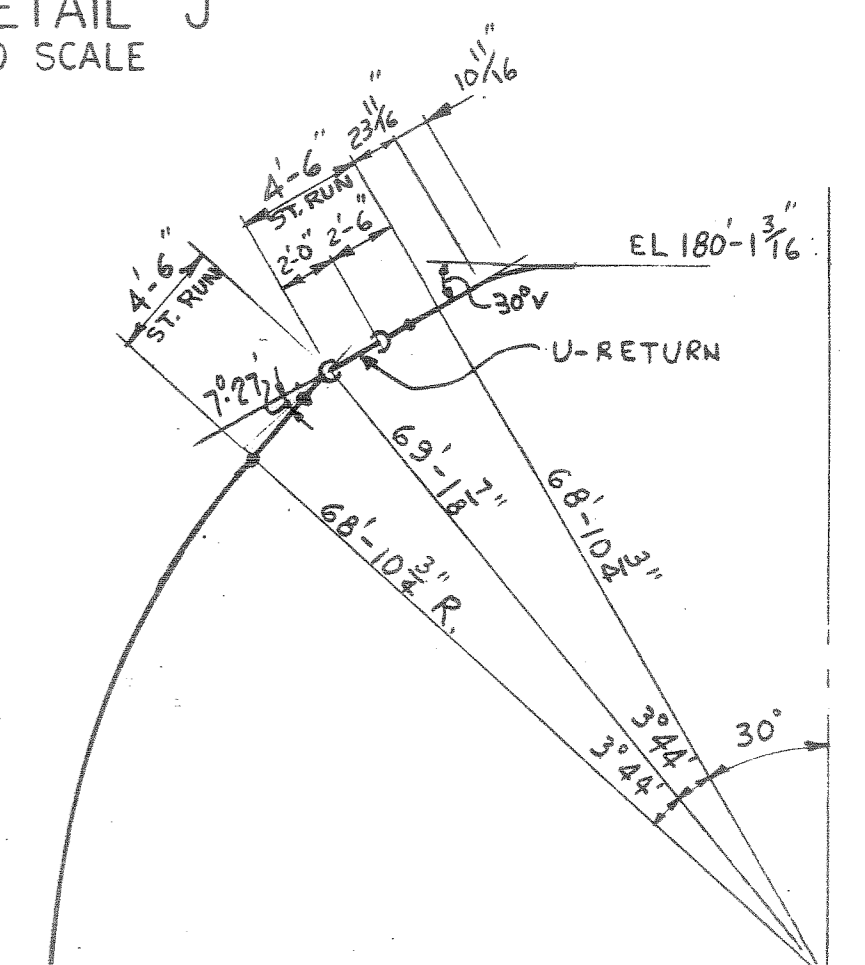 ETAIL J
O SCALE
10 11/16"
23 11/16"
4'-6"
ST. RUN
2'-0" 2'-6"
4'-6"
ST. RUN
EL 180'-1 3/16"
30°V
U-RETURN
7°27'
69'-1 7/8"
68'-10 3/4"
68'-10 3/4" R.
3°44'
3°44'
30°